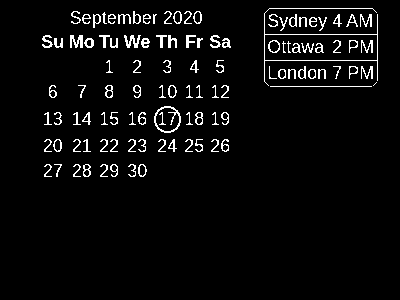 September 2020
Su Mo Tu We Th Fr Sa
1 2 3 4 5
6 7 8 9 10 11 12
13 14 15 16 17 18 19
20 21 22 23 24 25 26
27 28 29 30
Sydney 4 AM
Ottawa 2 PM
London 7 PM